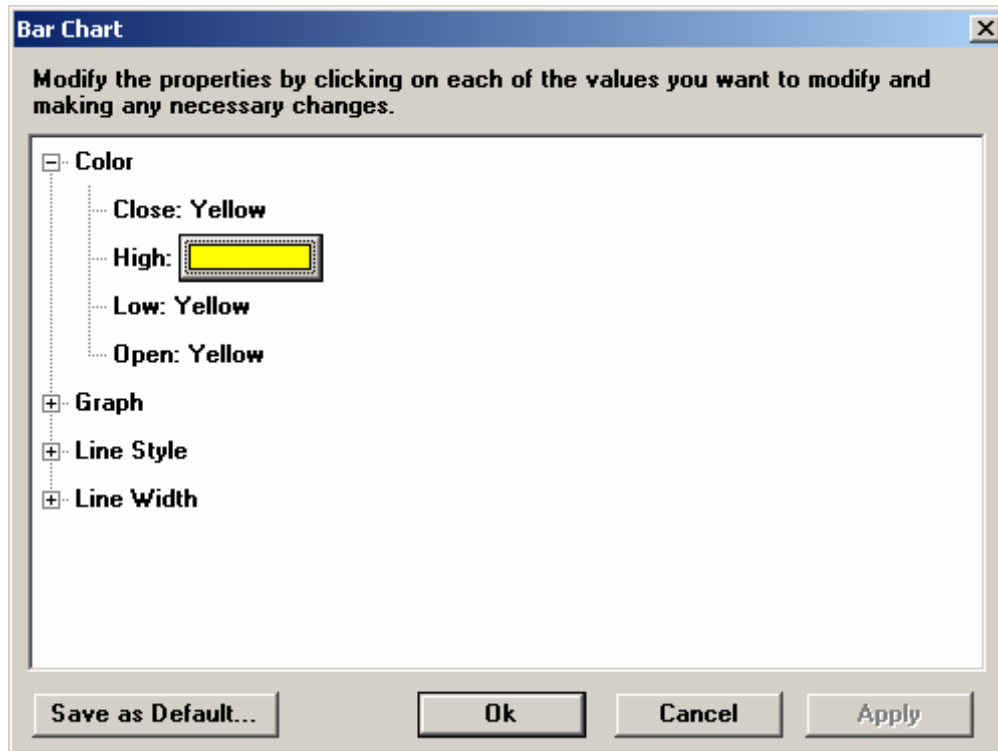 Bar Chart
Modify the properties by clicking on each of the values you want to modify and
making any necessary changes.
Color
Close: Yellow
High:
Low: Yellow
Open: Yellow
Graph
Line Style
Line Width
Save as Default... Ok Cancel Apply